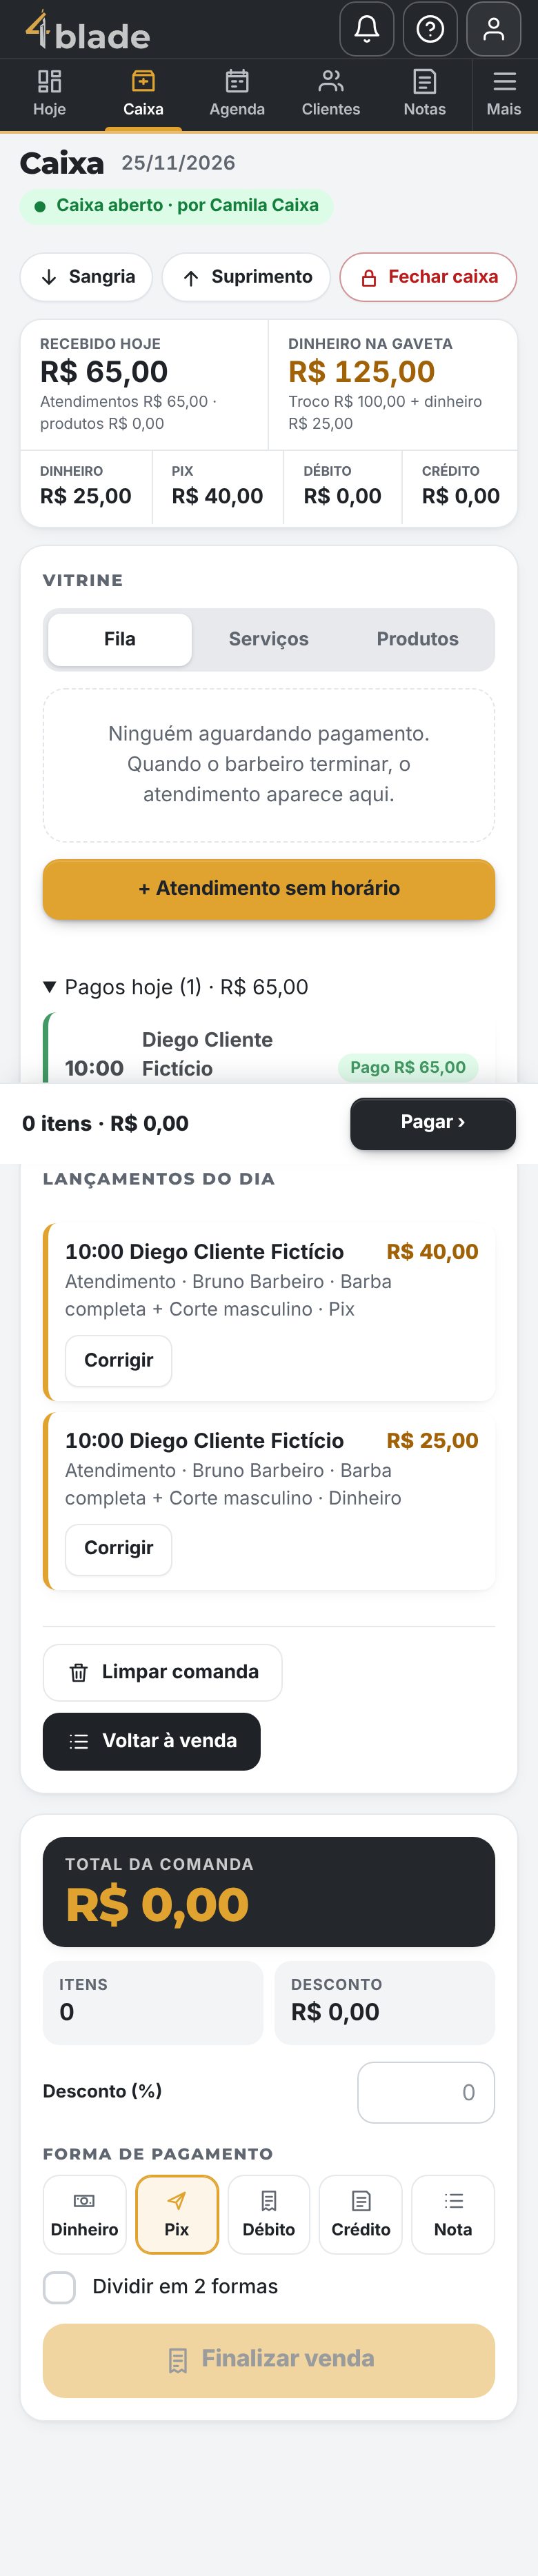 4blade
Hoje
Caixa
Agenda
Clientes
Notas
Mais
Caixa 25/11/2026
Caixa aberto · por Camila Caixa
Sangria
Suprimento
Fechar caixa
RECEBIDO HOJE
R$ 65,00
Atendimentos R$ 65,00 ·
produtos R$ 0,00
DINHEIRO NA GAVETA
R$ 125,00
Troco R$ 100,00 + dinheiro
R$ 25,00
DINHEIRO
R$ 25,00
PIX
R$ 40,00
DÉBITO
R$ 0,00
CRÉDITO
R$ 0,00
VITRINE
Fila
Serviços
Produtos
Ninguém aguardando pagamento.
Quando o barbeiro terminar, o
atendimento aparece aqui.
+ Atendimento sem horário
▼ Pagos hoje (1) · R$ 65,00
10:00
Diego Cliente
Fictício
Pago R$ 65,00
0 itens · R$ 0,00
Pagar ›
LANÇAMENTOS DO DIA
10:00 Diego Cliente Fictício R$ 40,00
Atendimento · Bruno Barbeiro · Barba
completa + Corte masculino · Pix
Corrigir
10:00 Diego Cliente Fictício R$ 25,00
Atendimento · Bruno Barbeiro · Barba
completa + Corte masculino · Dinheiro
Corrigir
Limpar comanda
Voltar à venda
TOTAL DA COMANDA
R$ 0,00
ITENS
0
DESCONTO
R$ 0,00
Desconto (%)
0
FORMA DE PAGAMENTO
Dinheiro
Pix
Débito
Crédito
Nota
Dividir em 2 formas
Finalizar venda